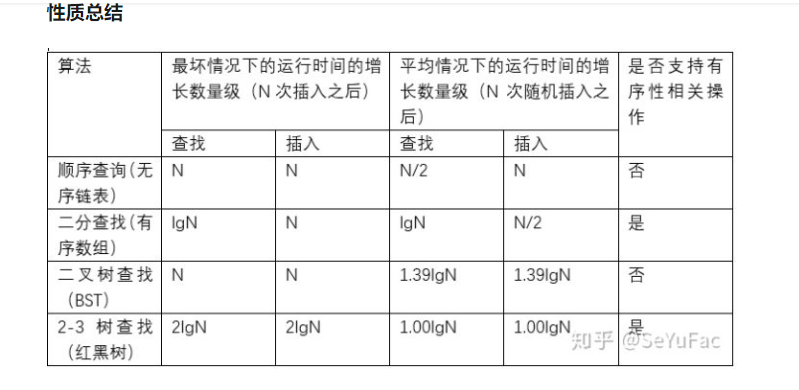 性质总结
算法
最坏情况下的运行时间的增
长数量级（N 次插入之后）
平均情况下的运行时间的增
长数量级（N 次随机插入之
后）
是否支持有
序性相关操
作
查找
插入
查找
插入
顺序查询(无
序链表）
N
N
N/2
N
否
二分查找(有
序数组）
lgN
N
lgN
N/2
是
二叉树查找
（BST）
N
N
1.39lgN
1.39lgN
否
2-3 树查找
（红黑树）
2lgN
2lgN
1.00lgN
1.00lgN
是
知乎 @SeYuFac